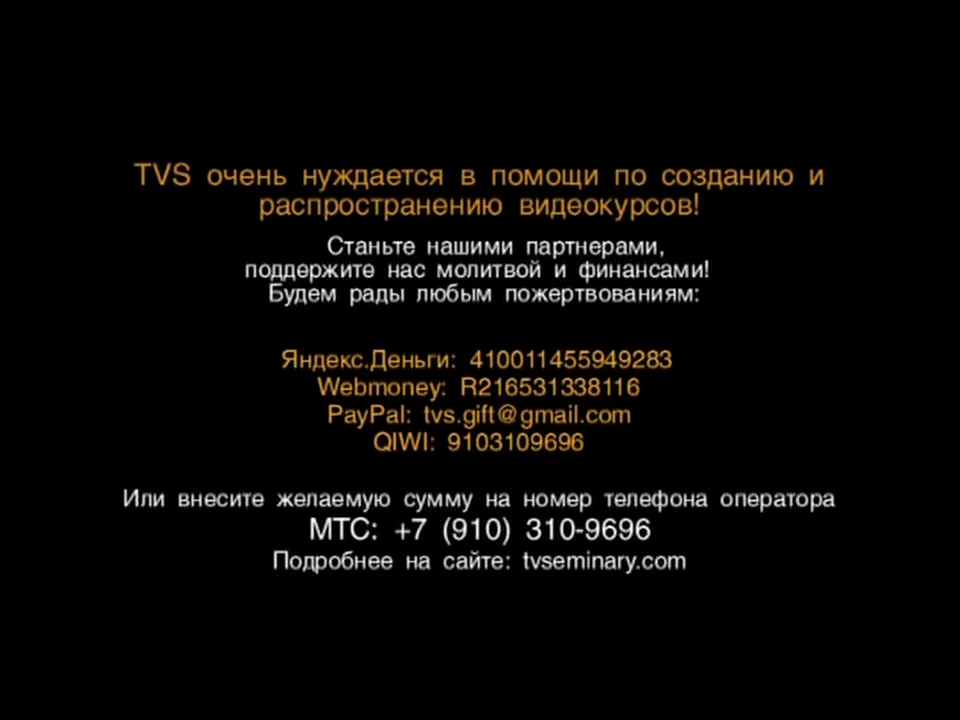 TVS очень нуждается в помощи по созданию и
распространению видеокурсов!
Станьте нашими партнерами,
поддержите нас молитвой и финансами!
Будем рады любым пожертвованиям:
Яндекс.Деньги: 410011455949283
Webmoney: R216531338116
PayPal: tvs.gift@gmail.com
QIWI: 9103109696
Или внесите желаемую сумму на номер телефона оператора
МТС: +7 (910) 310-9696
Подробнее на сайте: tvseminary.com